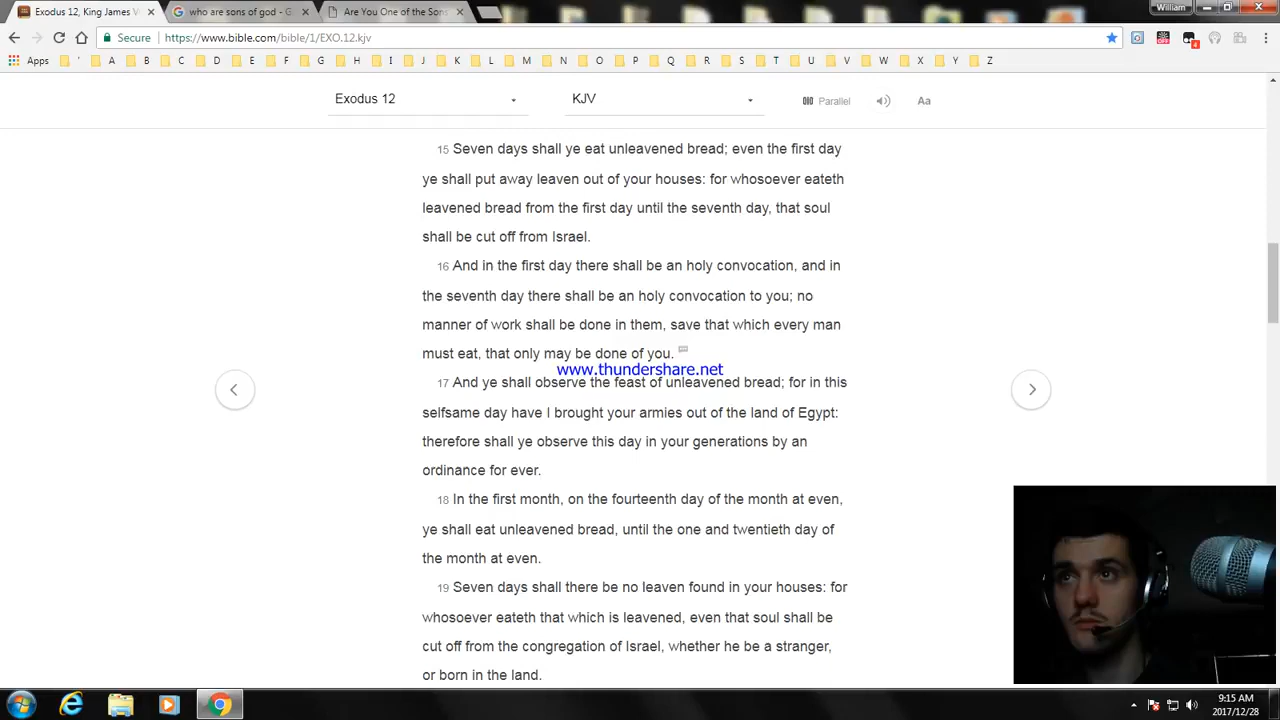 Exodus 12, King James V
who are sons of god - G
Are You One of the Sons
William
Secure
https://www.bible.com/bible/1/EXO.12.kjv
Apps ' A B C D E F G H I J K L M N O P Q R S T U V W X Y Z
Exodus 12
KJV
Parallel
Aa
15 Seven days shall ye eat unleavened bread; even the first day
ye shall put away leaven out of your houses: for whosoever eateth
leavened bread from the first day until the seventh day, that soul
shall be cut off from Israel.
16 And in the first day there shall be an holy convocation, and in
the seventh day there shall be an holy convocation to you; no
manner of work shall be done in them, save that which every man
must eat, that only may be done of you.
www.thundershare.net
17 And ye shall observe the feast of unleavened bread; for in this
selfsame day have I brought your armies out of the land of Egypt:
therefore shall ye observe this day in your generations by an
ordinance for ever.
18 In the first month, on the fourteenth day of the month at even,
ye shall eat unleavened bread, until the one and twentieth day of
the month at even.
19 Seven days shall there be no leaven found in your houses: for
whosoever eateth that which is leavened, even that soul shall be
cut off from the congregation of Israel, whether he be a stranger,
or born in the land.
9:15 AM
2017/12/28